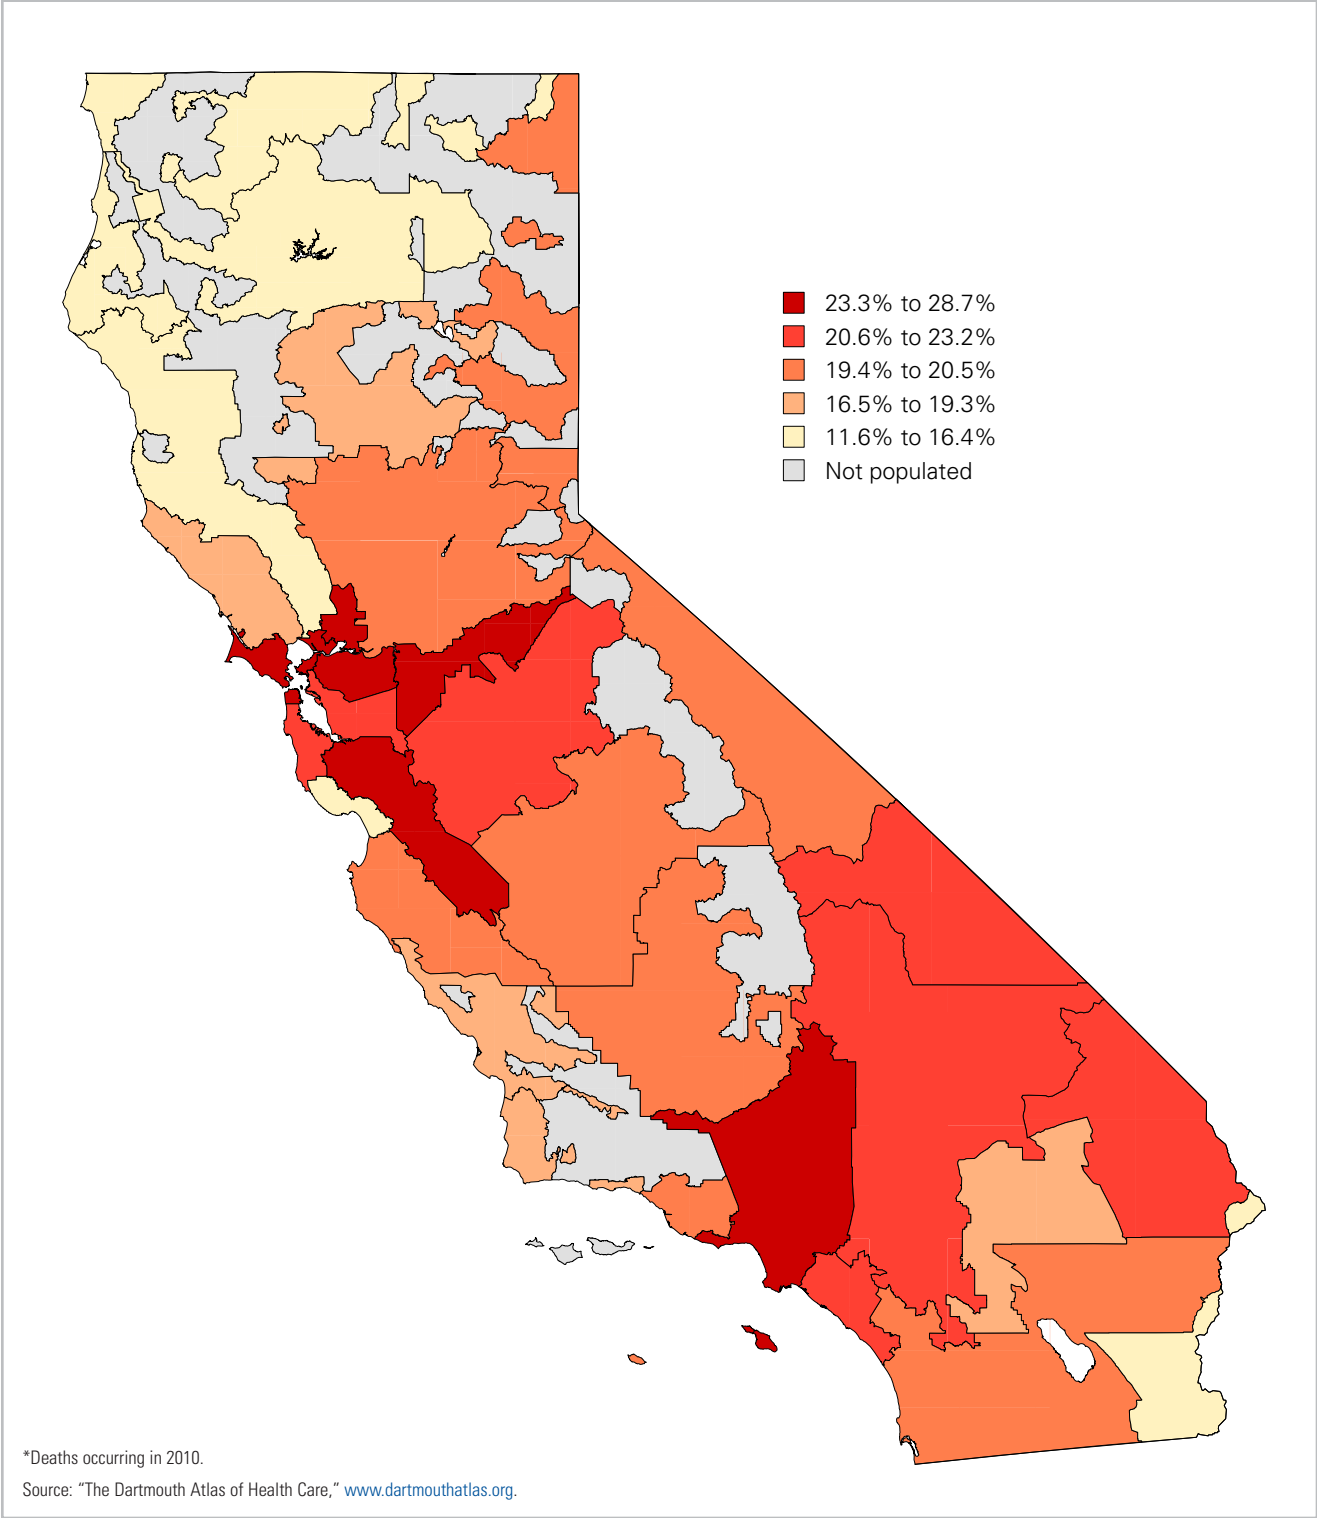 23.3% to 28.7%
20.6% to 23.2%
19.4% to 20.5%
16.5% to 19.3%
11.6% to 16.4%
Not populated
*Deaths occurring in 2010.
Source: “The Dartmouth Atlas of Health Care,” www.dartmouthatlas.org.